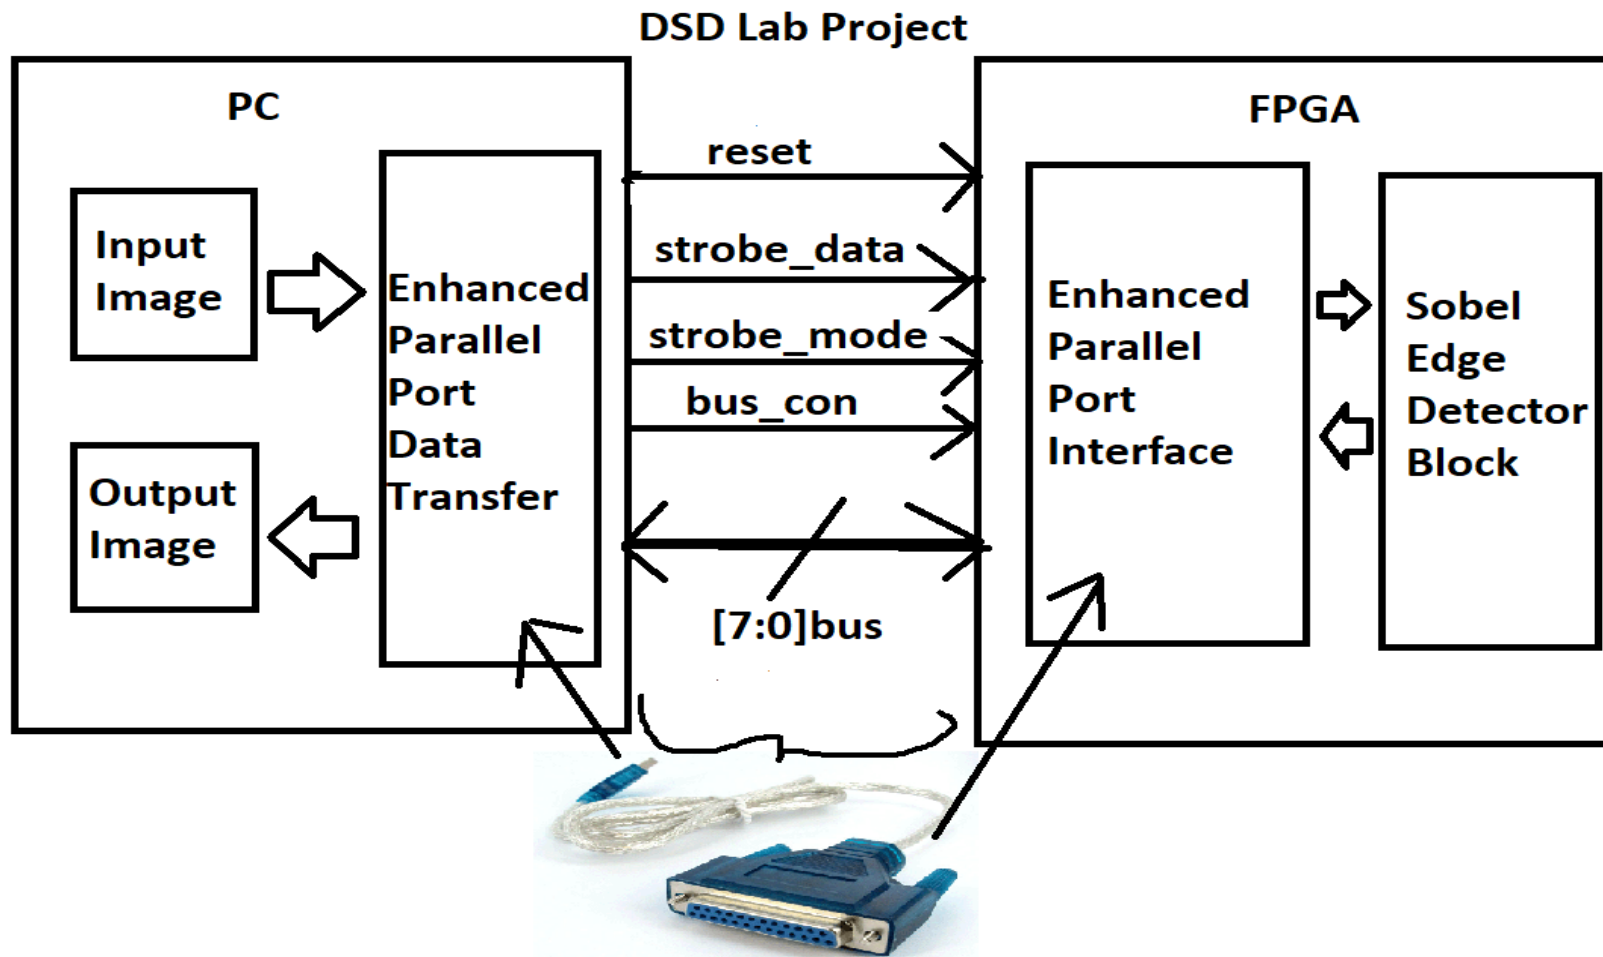 DSD Lab Project
PC
Input
Image
Output
Image
Enhanced
Parallel
Port
Data
Transfer
reset
strobe_data
strobe_mode
bus_con
[7:0]bus
FPGA
Enhanced
Parallel
Port
Interface
Sobel
Edge
Detector
Block